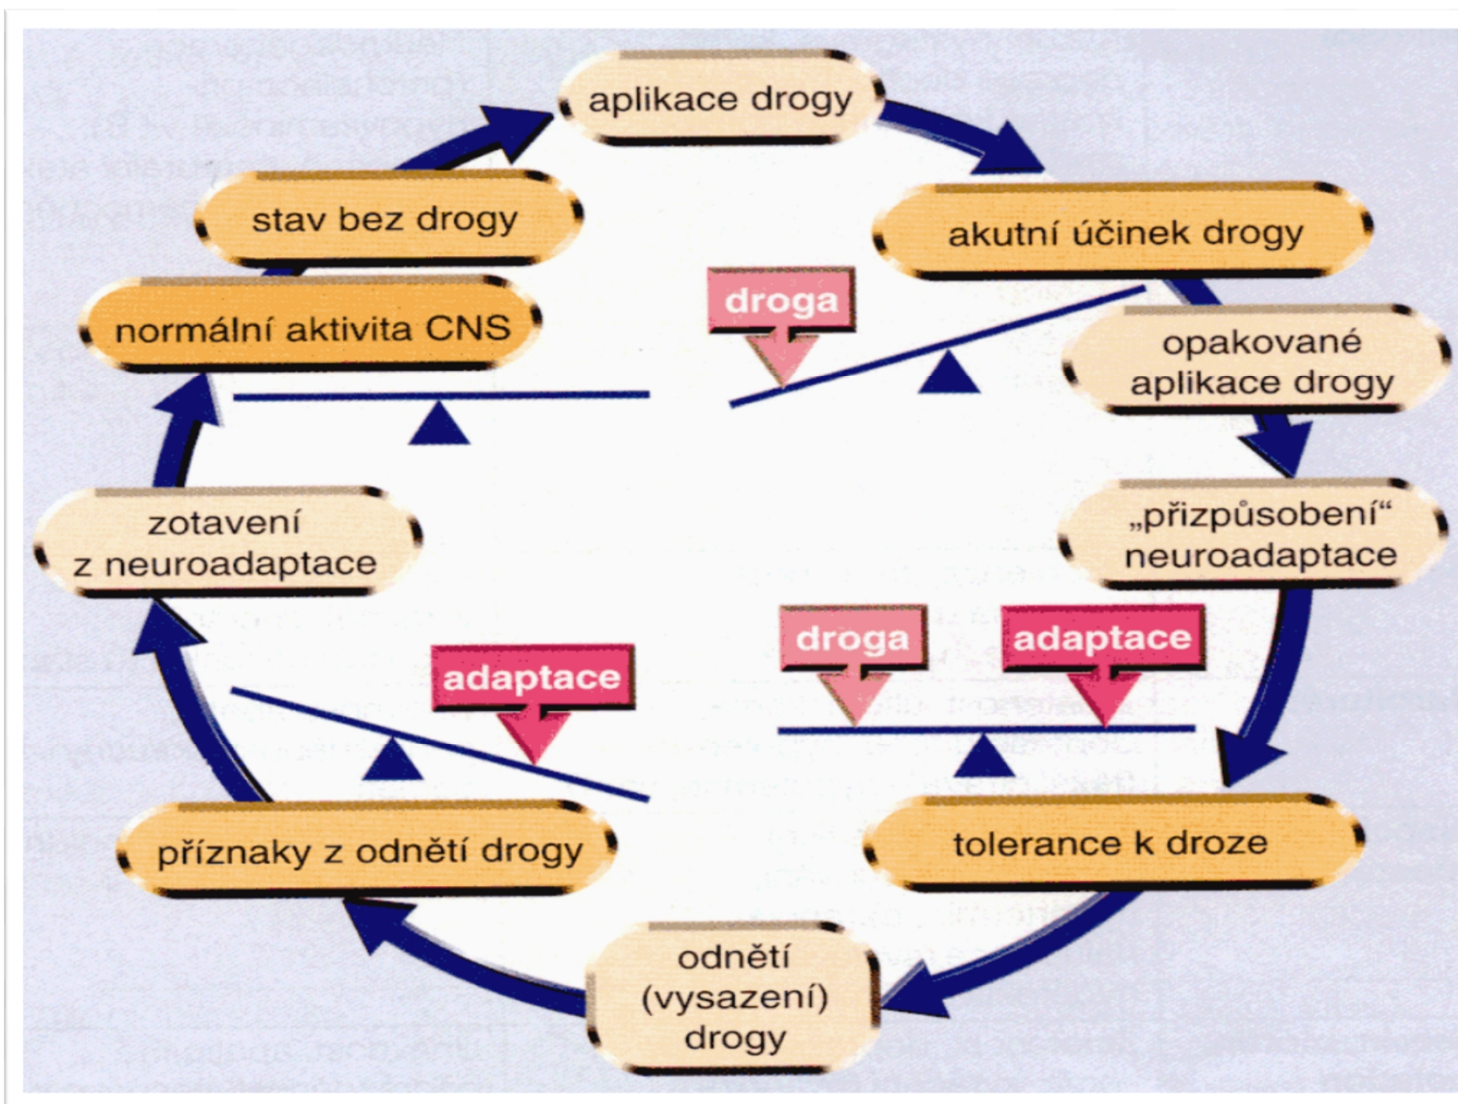 aplikace drogy
stav bez drogy
akutní účinek drogy
droga
normální aktivita CNS
opakované
aplikace drogy
zotavení
z neuroadaptace
„přizpůsobení“
neuroadaptace
droga
adaptace
adaptace
příznaky z odnětí drogy
tolerance k droze
odnětí
(vysazení)
drogy